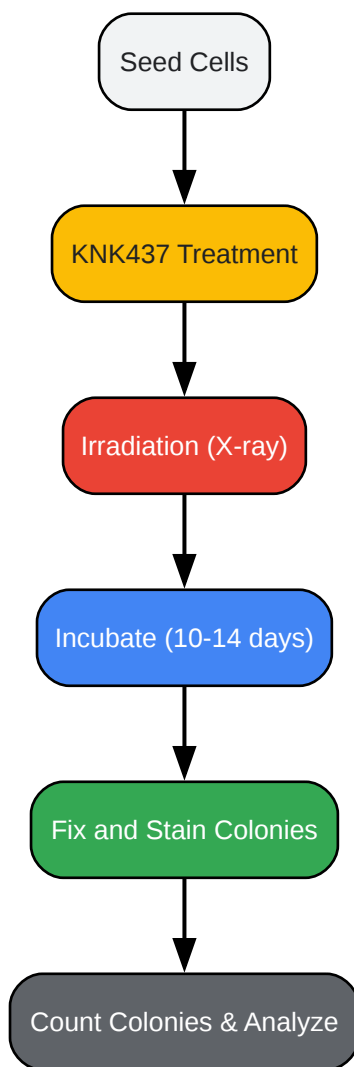 Seed Cells
KNK437 Treatment
Irradiation (X-ray)
Incubate (10-14 days)
Fix and Stain Colonies
Count Colonies & Analyze